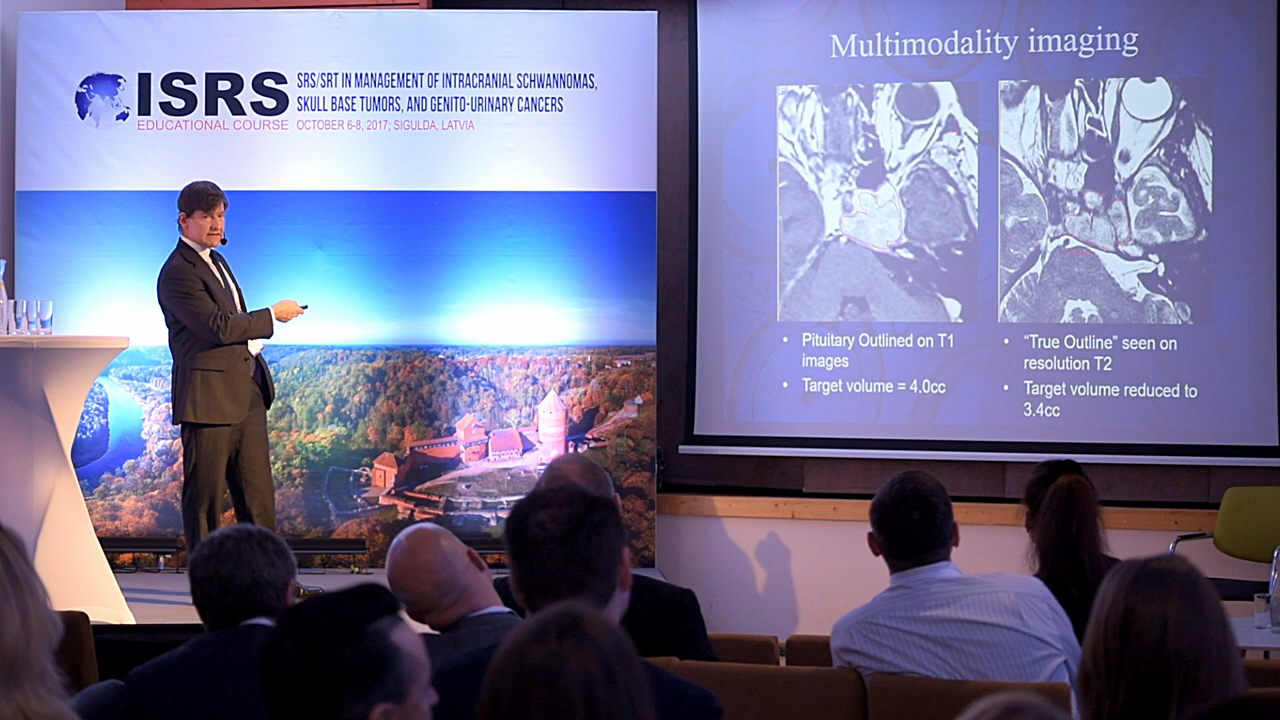 ISRS
EDUCATIONAL COURSE
SRS/SRT IN MANAGEMENT OF INTRACRANIAL SCHWANNOMAS,
SKULL BASE TUMORS, AND GENITO-URINARY CANCERS
OCTOBER 6-8, 2017; SIGULDA, LATVIA
Multimodality imaging
• Pituitary Outlined on T1
images
• Target volume = 4.0cc
• “True Outline” seen on
resolution T2
• Target volume reduced to
3.4cc